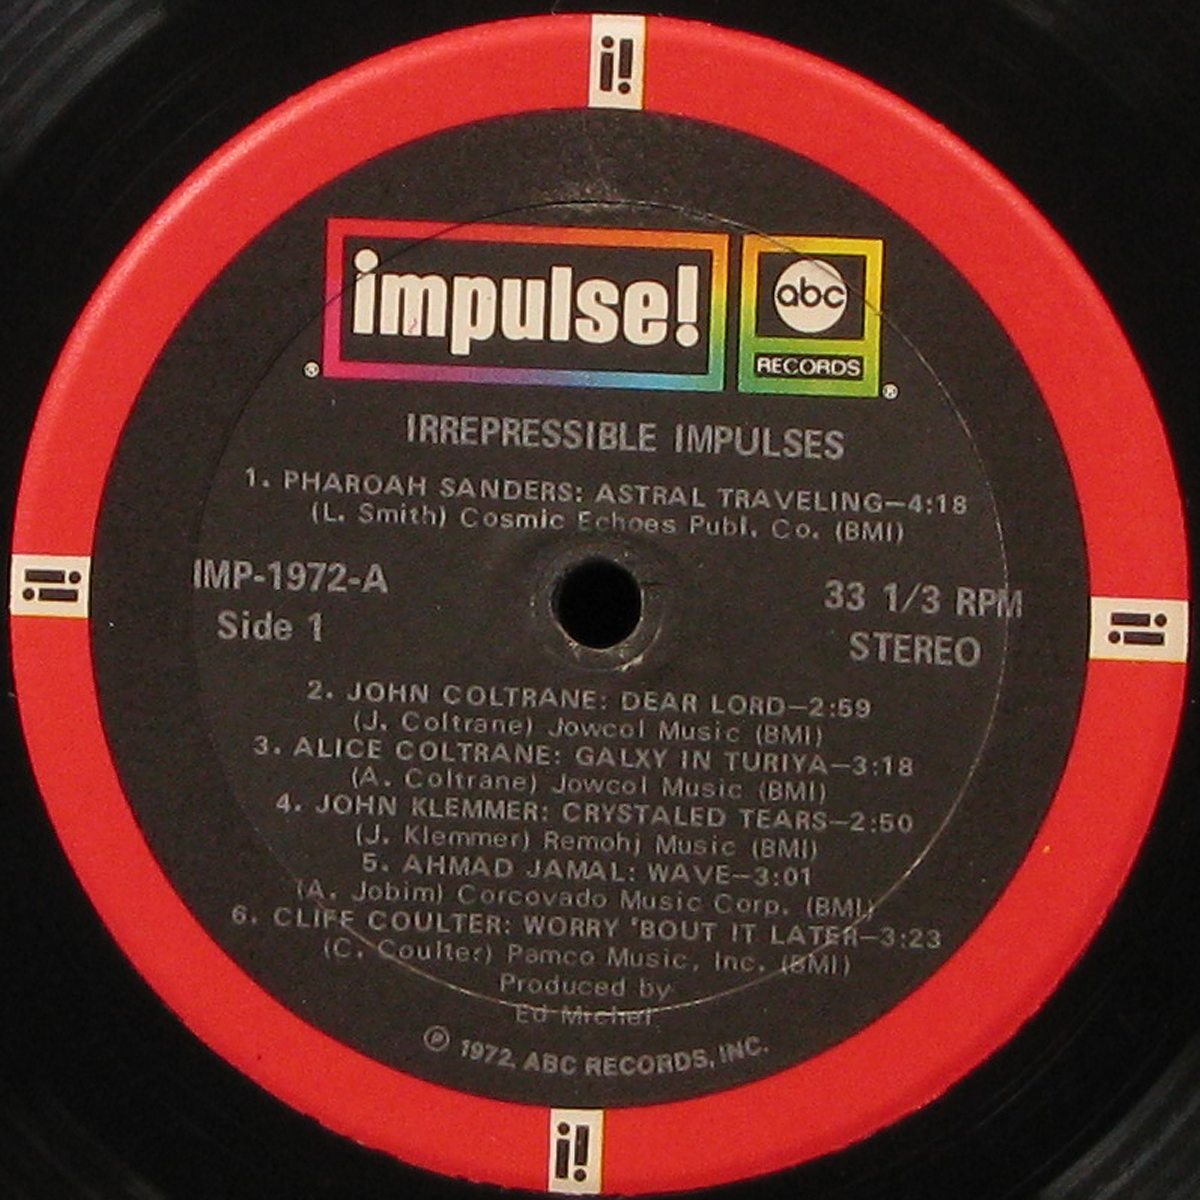 i!
impulse!
abc
RECORDS
®
®
IRREPRESSIBLE IMPULSES
1. PHAROAH SANDERS: ASTRAL TRAVELING—4:18
(L. Smith) Cosmic Echoes Publ. Co. (BMI)
IMP-1972-A
33 1/3 RPM
Side 1
STEREO
2. JOHN COLTRANE: DEAR LORD—2:59
(J. Coltrane) Jowcol Music (BMI)
3. ALICE COLTRANE: GALXY IN TURIYA—3:18
(A. Coltrane) Jowcol Music (BMI)
4. JOHN KLEMMER: CRYSTALED TEARS—2:50
(J. Klemmer) Remohj Music (BMI)
5. AHMAD JAMAL: WAVE—3:01
(A. Jobim) Corcovado Music Corp. (BMI)
6. CLIFF COULTER: WORRY 'BOUT IT LATER—3:23
(C. Coulter) Pamco Music, Inc. (BMI)
Produced by
Ed Michel
℗ 1972, ABC RECORDS, INC.
i!
i!
i!